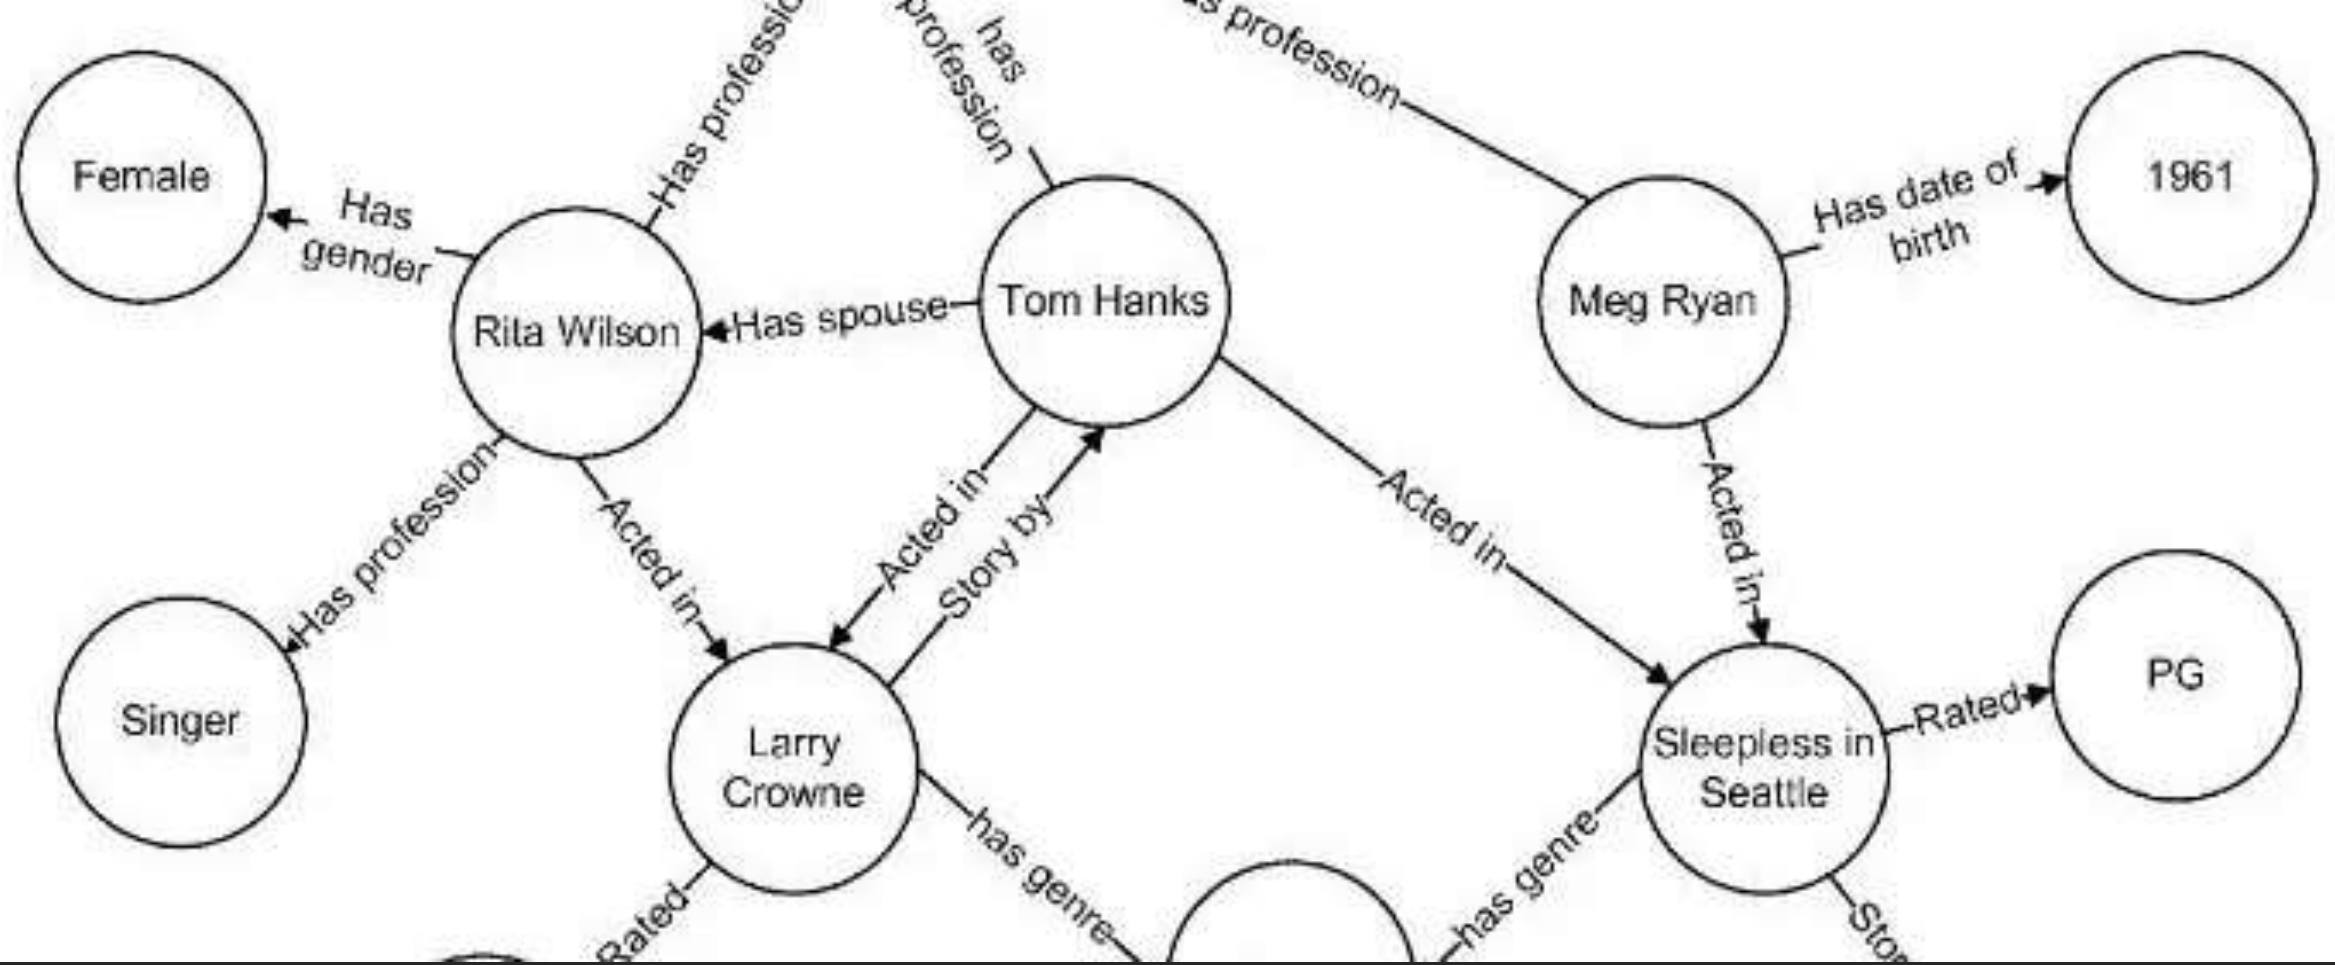 Has profession
has
profession
s profession
Female
Has
gender
Has date of
birth
1961
Rita Wilson
Has spouse
Tom Hanks
Meg Ryan
Has profession
Acted in
Acted in
Story by
Acted in
Acted in
Singer
Larry
Crowne
Sleepless in
Seattle
Rated
PG
Rated
has genre
has genre